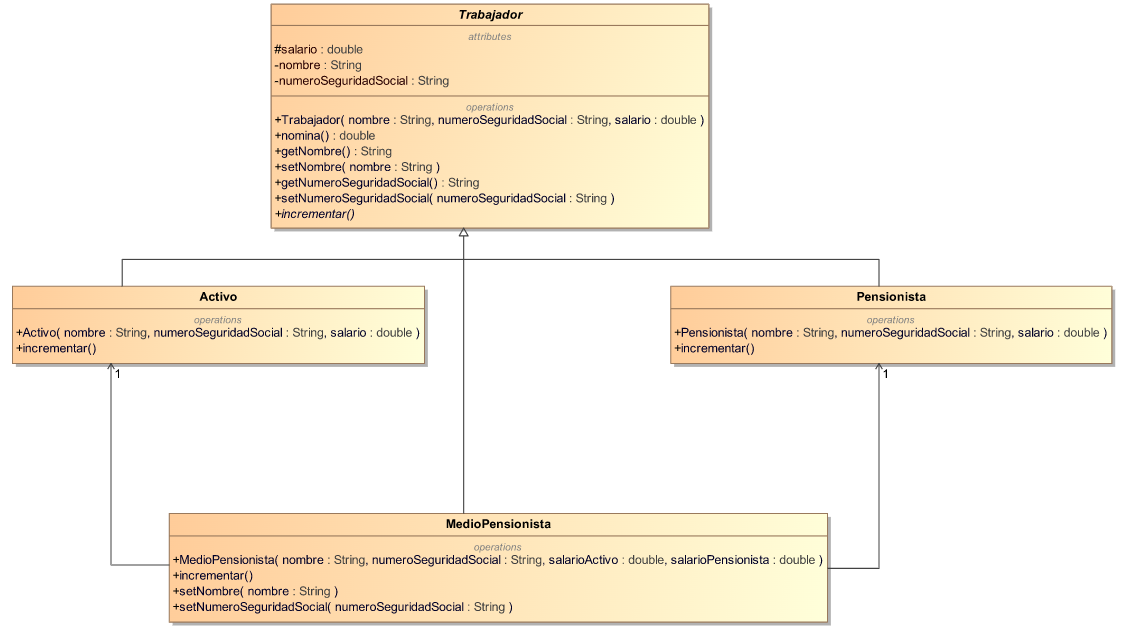 Trabajador
attributes
#salario : double
-nombre : String
-numeroSeguridadSocial : String
operations
+Trabajador( nombre : String, numeroSeguridadSocial : String, salario : double )
+nomina() : double
+getNombre() : String
+setNombre( nombre : String )
+getNumeroSeguridadSocial() : String
+setNumeroSeguridadSocial( numeroSeguridadSocial : String )
+incrementar()
Activo
operations
+Activo( nombre : String, numeroSeguridadSocial : String, salario : double )
+incrementar()
1
Pensionista
operations
+Pensionista( nombre : String, numeroSeguridadSocial : String, salario : double )
+incrementar()
1
MedioPensionista
operations
+MedioPensionista( nombre : String, numeroSeguridadSocial : String, salarioActivo : double, salarioPensionista : double )
+incrementar()
+setNombre( nombre : String )
+setNumeroSeguridadSocial( numeroSeguridadSocial : String )